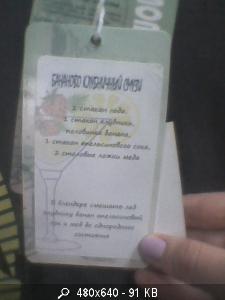 БАНАНОВО КЛУБНИЧНЫЙ СМУЗИ
1 стакан льда,
1 стакан клубники,
половинка банана,
1 стакан апельсинового сока,
2 столовые ложки меда
В блендере смешать лед
клубнику банан апельсиновый
сок и мед до однородного
состояния
480x640 - 91 KB